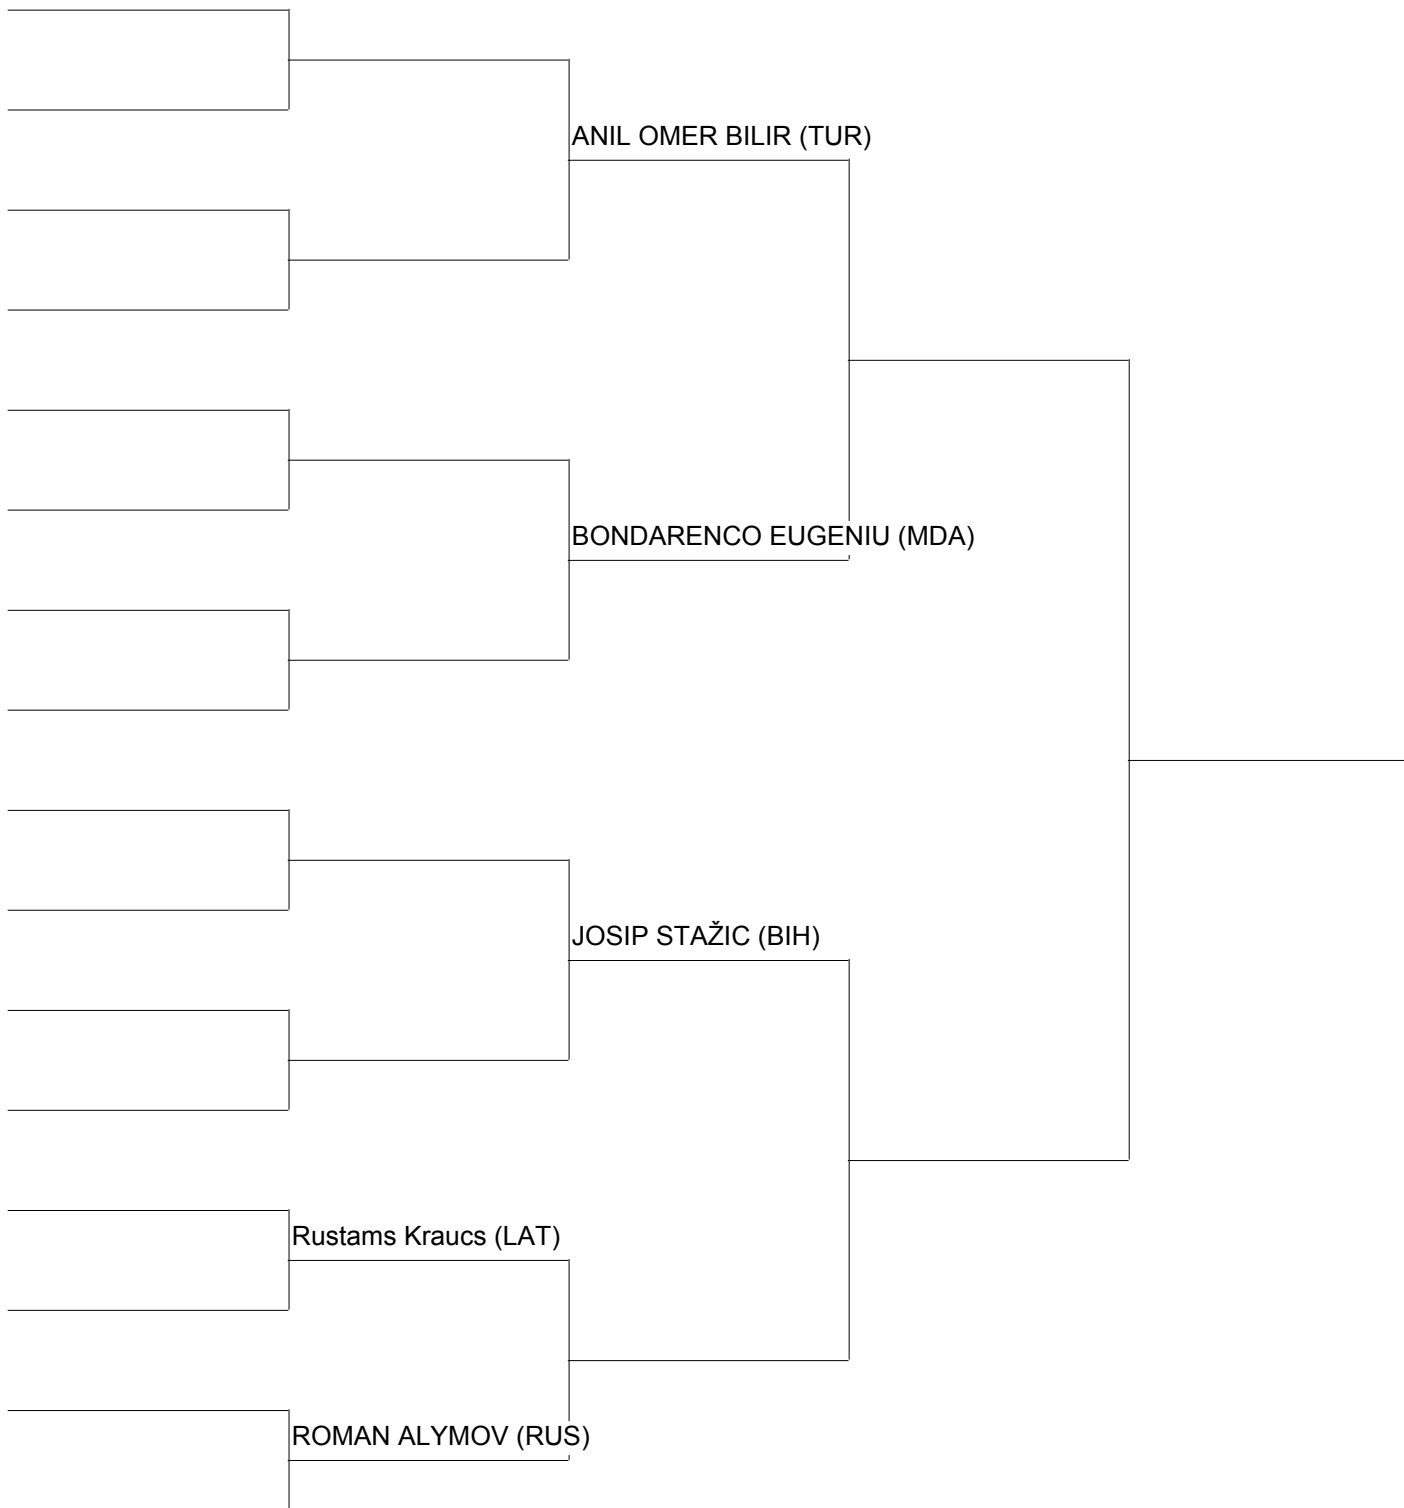 ANIL OMER BILIR (TUR)
BONDARENCO EUGENIU (MDA)
JOSIP STAŽIC (BIH)
Rustams Kraucs (LAT)
ROMAN ALYMOV (RUS)